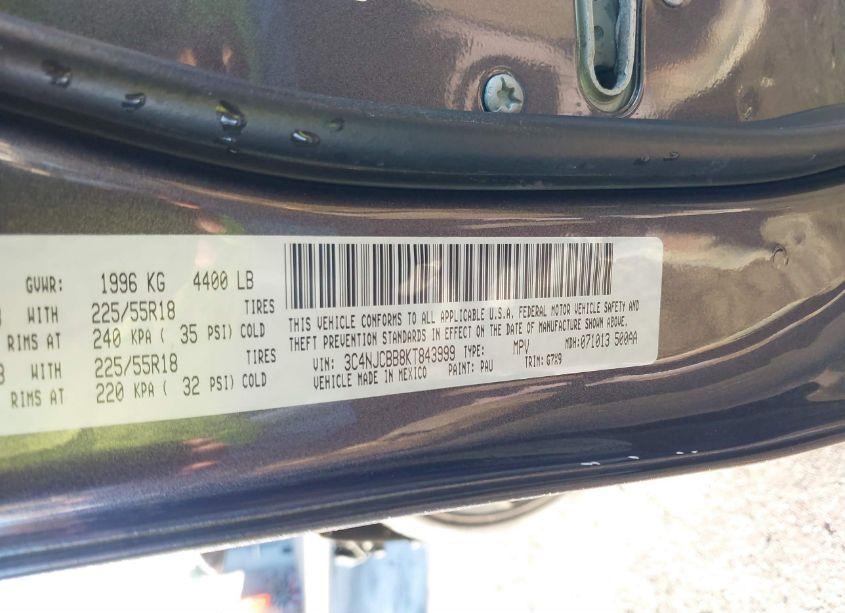 GVWR: 1996 KG 4400 LB
WITH 225/55R18 TIRES
RIMS AT 240 KPA ( 35 PSI) COLD
WITH 225/55R18 TIRES
RIMS AT 220 KPA ( 32 PSI) COLD
THIS VEHICLE CONFORMS TO ALL APPLICABLE U.S.A. FEDERAL MOTOR VEHICLE SAFETY AND
THEFT PREVENTION STANDARDS IN EFFECT ON THE DATE OF MANUFACTURE SHOWN ABOVE.
VIN: 3C4NJCBB8KT843999 TYPE: MPV MDH:071013 500AA
VEHICLE MADE IN MEXICO PAINT: PAU TRIM: G7X9